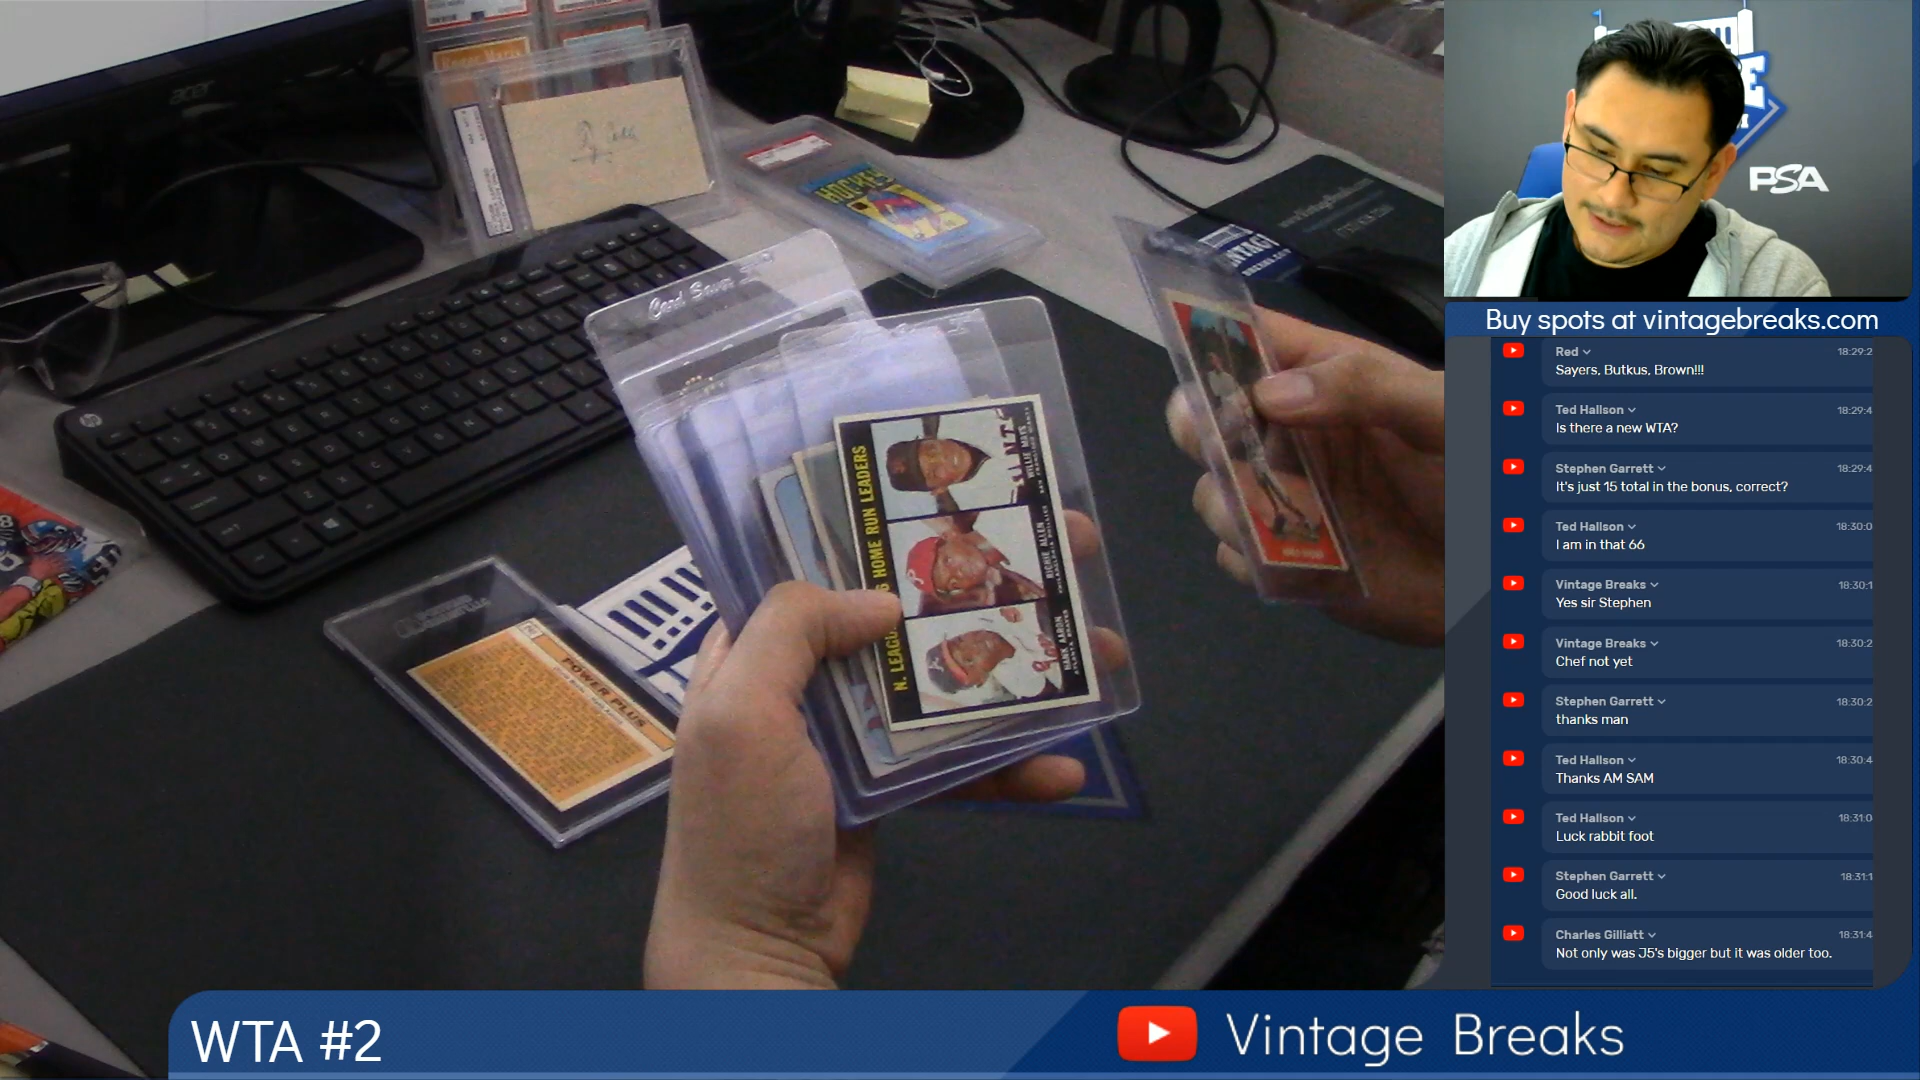 acer
Card Saver
HOCKEY
N. LEAGU
HOME RUN LEADERS
WILLIE MAYS
RICHIE ALLEN
HANK AARON
ATLANTA BRAVES
POWER PLUS
PSA
Buy spots at vintagebreaks.com
Red
18:29:2
Sayers, Butkus, Brown!!!
Ted Hallson
18:29:4
Is there a new WTA?
Stephen Garrett
18:29:4
It's just 15 total in the bonus, correct?
Ted Hallson
18:30:0
I am in that 66
Vintage Breaks
18:30:1
Yes sir Stephen
Vintage Breaks
18:30:2
Chef not yet
Stephen Garrett
18:30:2
thanks man
Ted Hallson
18:30:4
Thanks AM SAM
Ted Hallson
18:31:0
Luck rabbit foot
Stephen Garrett
18:31:1
Good luck all.
Charles Gilliatt
18:31:4
Not only was J5's bigger but it was older too.
WTA #2
Vintage Breaks